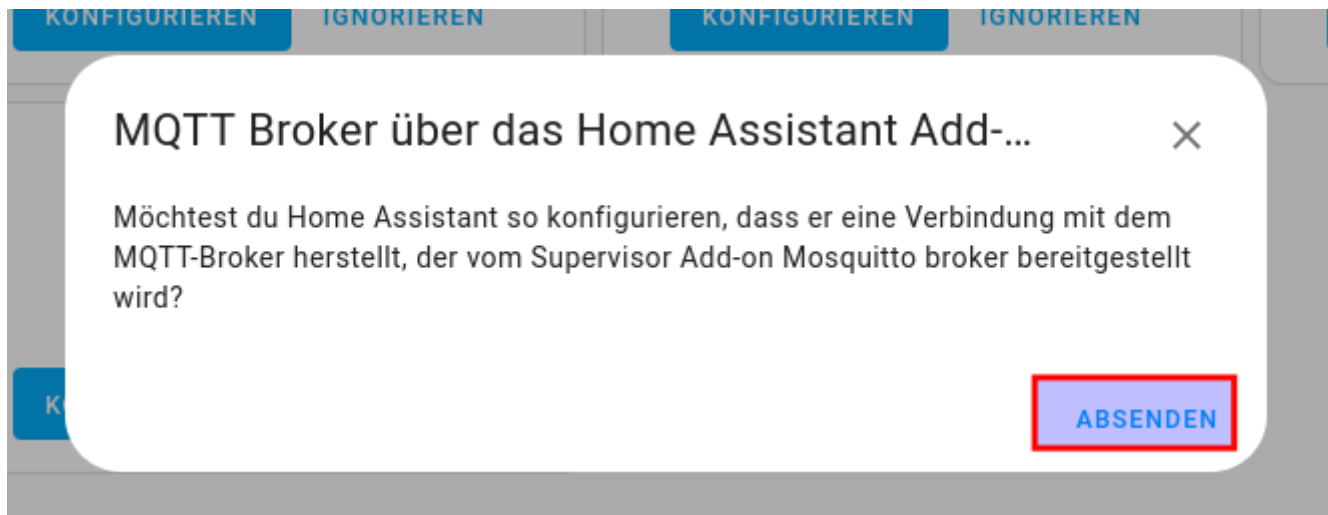 KONFIGURIEREN IGNORIEREN KONFIGURIEREN IGNORIEREN
MQTT Broker über das Home Assistant Add-...
Möchtest du Home Assistant so konfigurieren, dass er eine Verbindung mit dem
MQTT-Broker herstellt, der vom Supervisor Add-on Mosquitto broker bereitgestellt
wird?
ABSENDEN